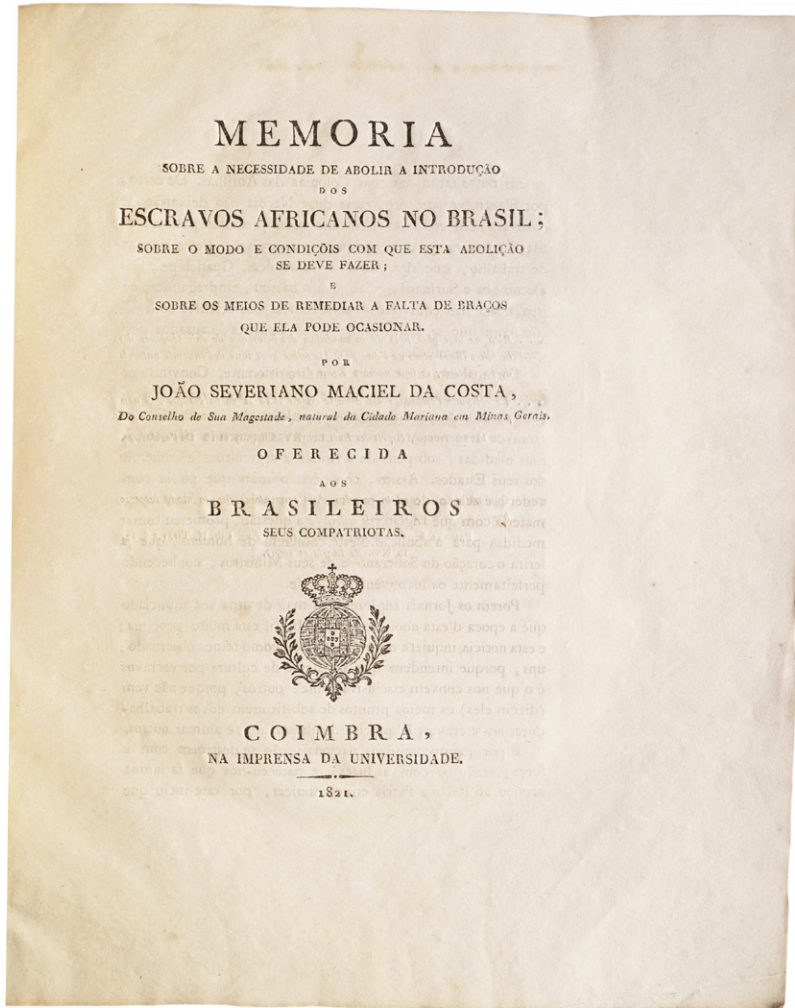 MEMORIA
SOBRE A NECESSIDADE DE ABOLIR A INTRODUÇÃO
DOS
ESCRAVOS AFRICANOS NO BRASIL;
SOBRE O MODO E CONDIÇÕIS COM QUE ESTA ABOLIÇÃO
SE DEVE FAZER;
E
SOBRE OS MEIOS DE REMEDIAR A FALTA DE BRAÇOS
QUE ELA PODE OCASIONAR.
POR
JOÃO SEVERIANO MACIEL DA COSTA,
Do Conselho de Sua Magestade, natural da Cidade Mariana em Minas Gerais.
OFERECIDA
AOS
BRASILEIROS
SEUS COMPATRIOTAS.
COIMBRA,
NA IMPRENSA DA UNIVERSIDADE.
1821.